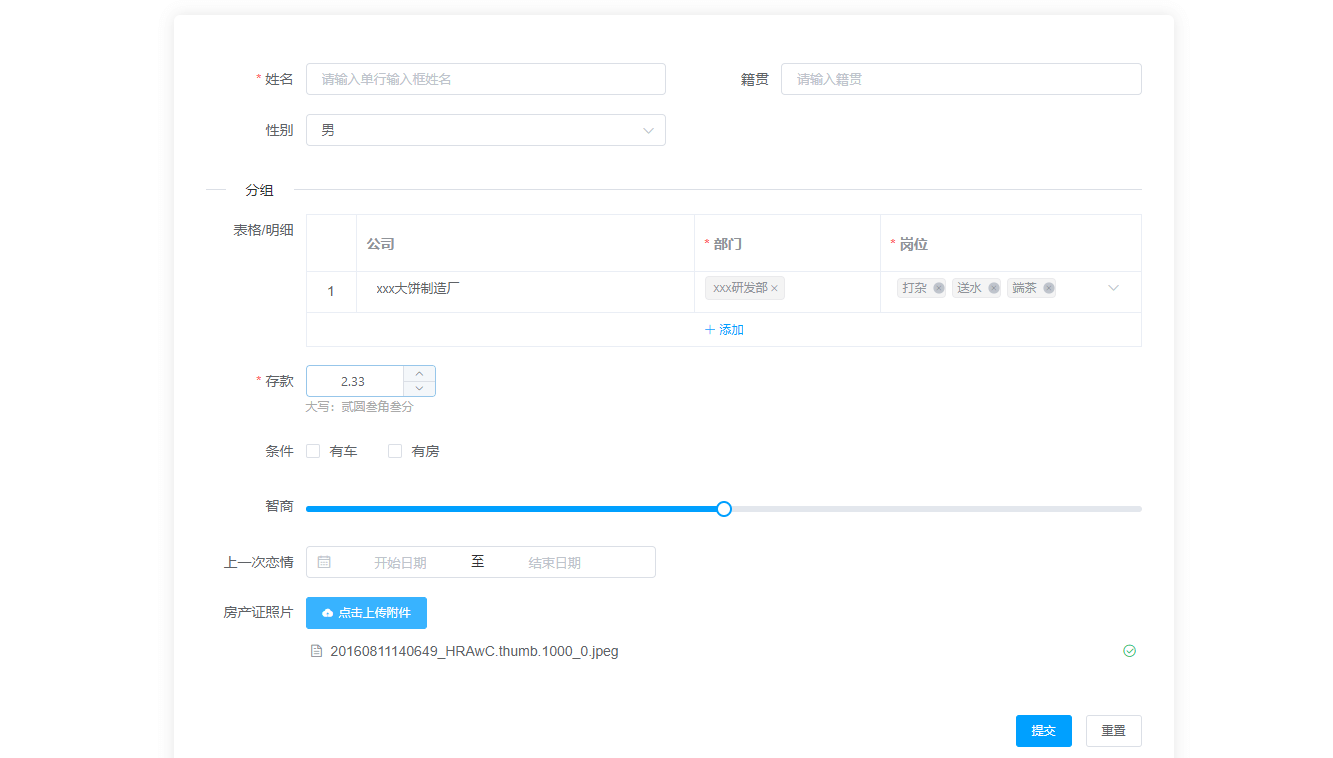 * 姓名 请输入单行输入框姓名 籍贯 请输入籍贯
性别 男
分组
表格/明细 公司 * 部门 * 岗位
1 xxx大饼制造厂 xxx研发部 × 打杂 送水 端茶
+ 添加
* 存款 2.33
大写：贰圆叁角叁分
条件 有车 有房
智商
上一次恋情 开始日期 至 结束日期
房产证照片 点击上传附件
20160811140649_HRAwC.thumb.1000_0.jpeg
提交 重置